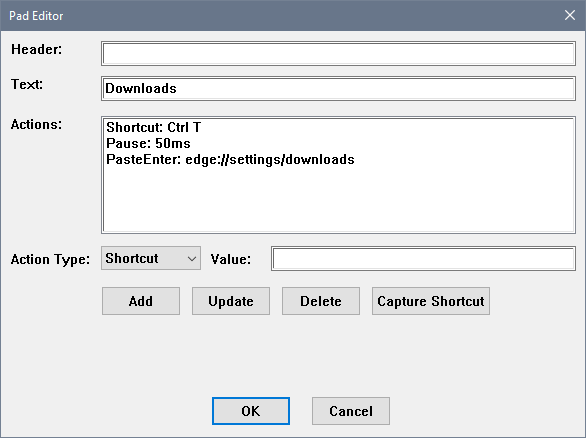 Pad Editor
Header:
Text: Downloads
Actions: Shortcut: Ctrl T
Pause: 50ms
PasteEnter: edge://settings/downloads
Action Type: Shortcut Value:
Add Update Delete Capture Shortcut
OK Cancel